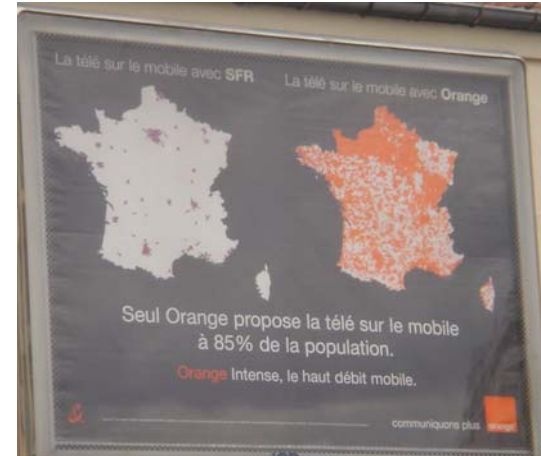 La télé sur le mobile avec SFR
La télé sur le mobile avec Orange
Seul Orange propose la télé sur le mobile
à 85% de la population.
Orange Intense, le haut débit mobile.
&
communiquons plus
orange